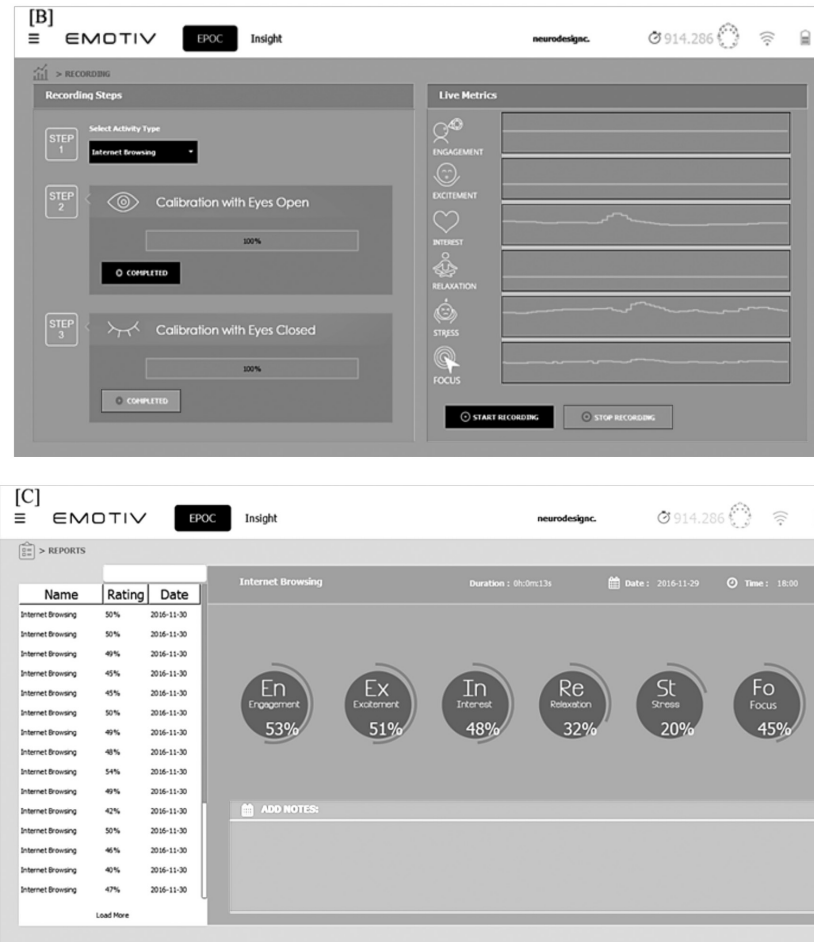 [B]
EMOTIV EPOC Insight neurodesignc. 914.286
> RECORDING
Recording Steps
STEP 1
Select Activity Type
Internet Browsing
STEP 2
Calibration with Eyes Open
100%
COMPLETED
STEP 3
Calibration with Eyes Closed
100%
COMPLETED
Live Metrics
ENGAGEMENT
EXCITEMENT
INTEREST
RELAXATION
STRESS
FOCUS
START RECORDING STOP RECORDING
[C]
EMOTIV EPOC Insight neurodesignc. 914.286
> REPORTS
Name Rating Date
Internet Browsing 50% 2016-11-30
Internet Browsing 50% 2016-11-30
Internet Browsing 49% 2016-11-30
Internet Browsing 45% 2016-11-30
Internet Browsing 45% 2016-11-30
Internet Browsing 50% 2016-11-30
Internet Browsing 49% 2016-11-30
Internet Browsing 48% 2016-11-30
Internet Browsing 54% 2016-11-30
Internet Browsing 49% 2016-11-30
Internet Browsing 42% 2016-11-30
Internet Browsing 50% 2016-11-30
Internet Browsing 46% 2016-11-30
Internet Browsing 40% 2016-11-30
Internet Browsing 47% 2016-11-30
Load More
Internet Browsing Duration : 0h:0m:13s Date : 2016-11-29 Time : 18:00
En
Engagement
53%
Ex
Excitement
51%
In
Interest
48%
Re
Relaxation
32%
St
Stress
20%
Fo
Focus
45%
ADD NOTES: